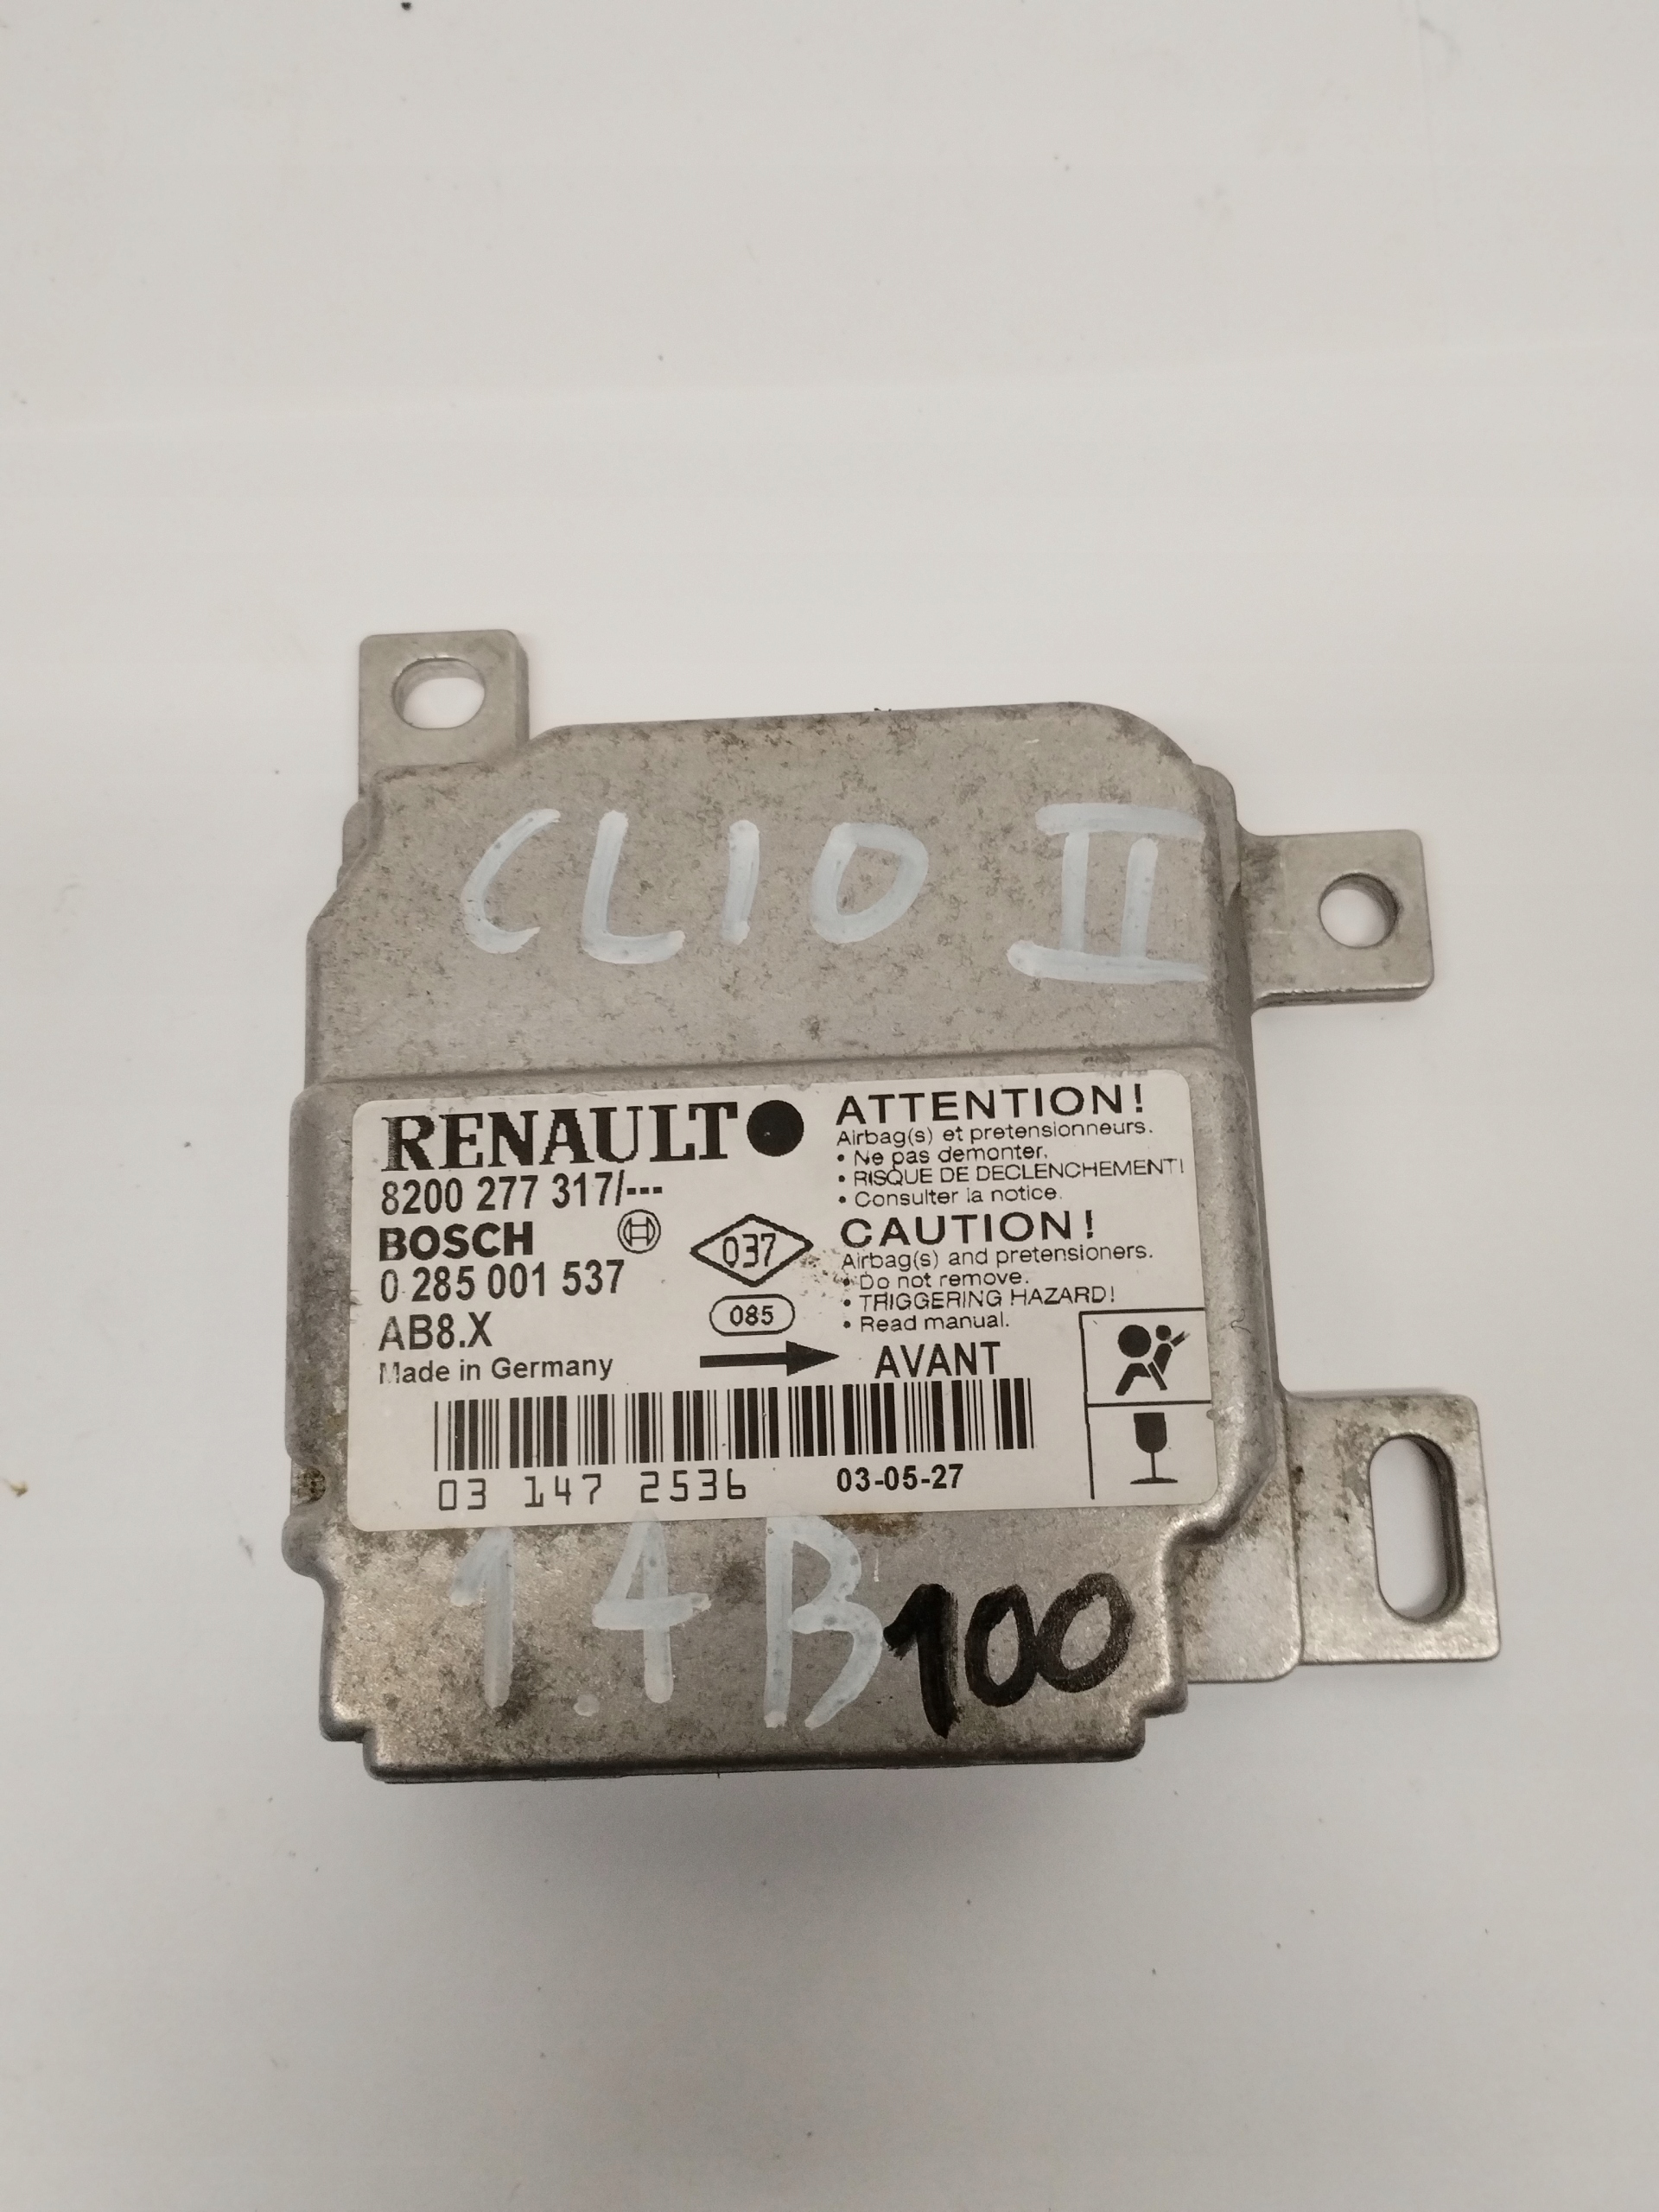 CLIO II
RENAULT
8200 277 317/---
BOSCH
0 285 001 537
AB8.X
Made in Germany
037
085
ATTENTION!
Airbag(s) et pretensionneurs.
• Ne pas demonter.
• RISQUE DE DECLENCHEMENT!
• Consulter la notice.
CAUTION!
Airbag(s) and pretensioners.
• Do not remove.
• TRIGGERING HAZARD!
• Read manual.
AVANT
03 147 2536
03-05-27
1.4 B 100